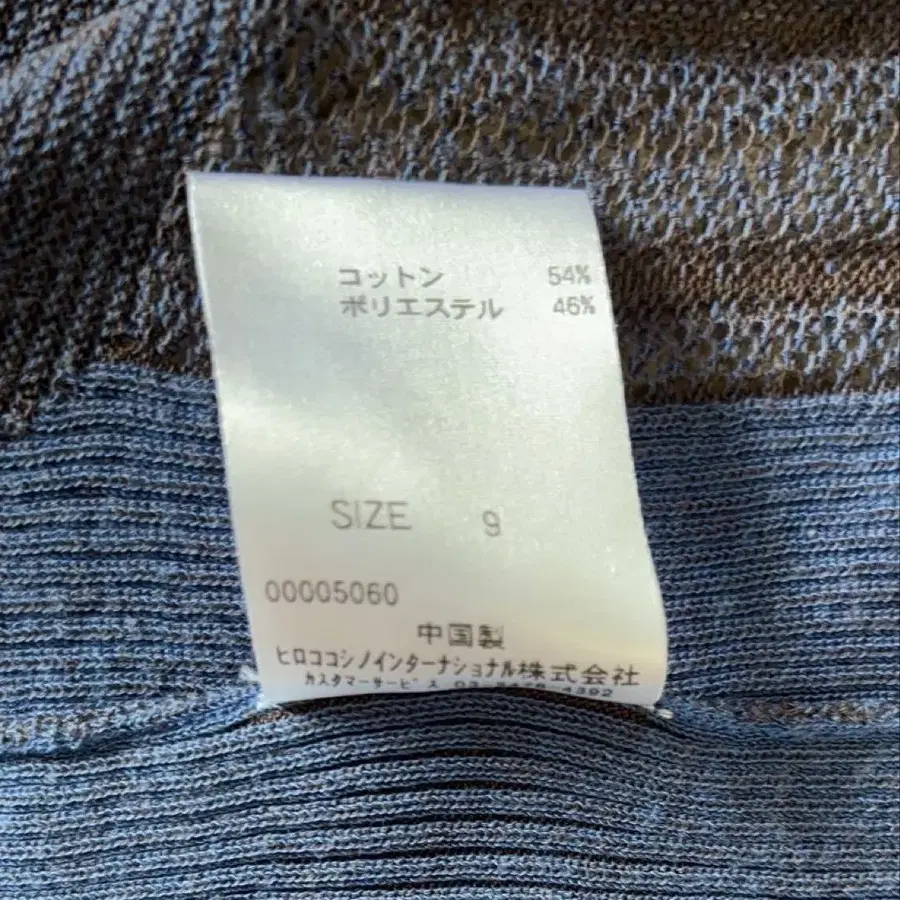 コットン 54%
ポリエステル 46%
SIZE 9
00005060
中国製
ヒロココシノインターナショナル株式会社
カスタマーサービス